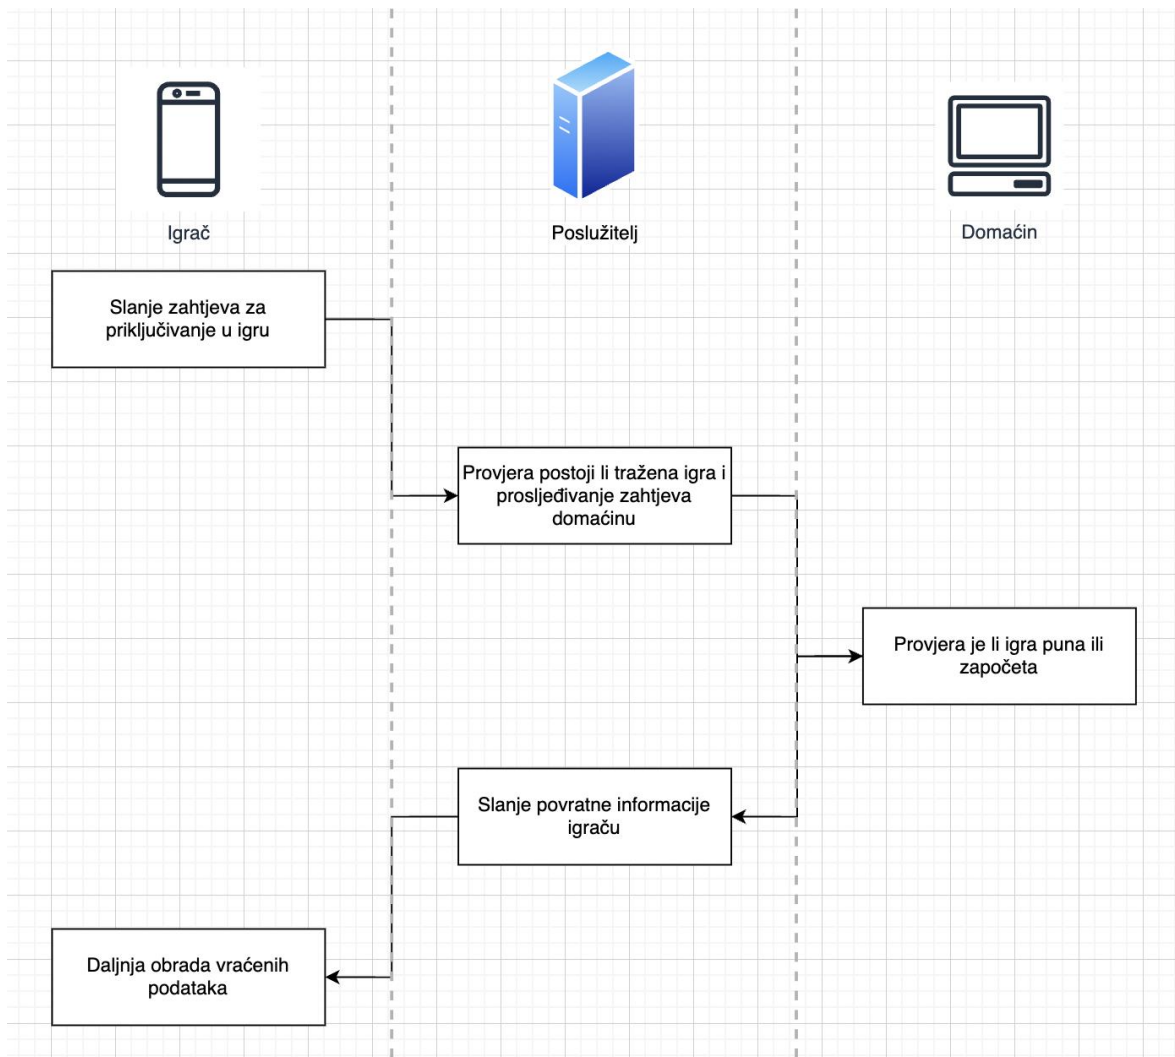 Igrač
Poslužitelj
Domaćin
Slanje zahtjeva za
priključivanje u igru
Provjera postoji li tražena igra i
prosljeđivanje zahtjeva
domaćinu
Provjera je li igra puna ili
započeta
Slanje povratne informacije
igraču
Daljnja obrada vraćenih
podataka